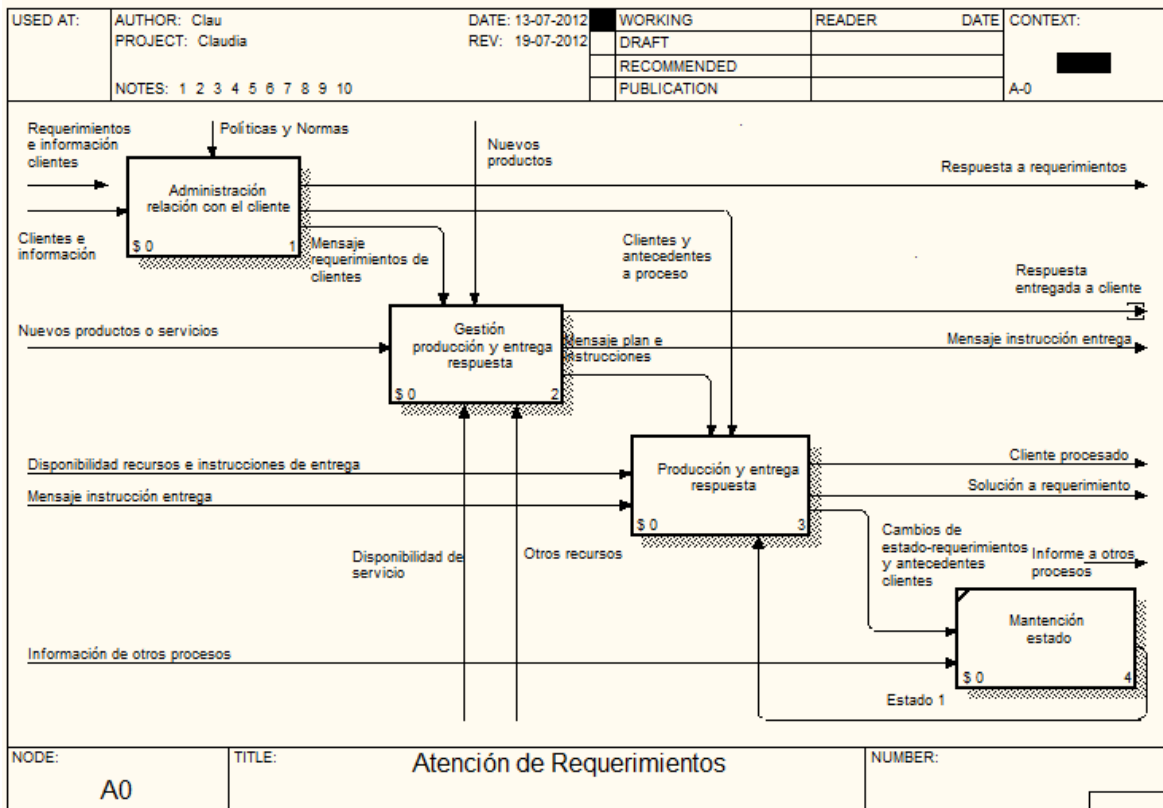 USED AT:
AUTHOR: Clau
DATE: 13-07-2012
WORKING
READER
DATE
CONTEXT:
PROJECT: Claudia
REV: 19-07-2012
DRAFT
RECOMMENDED
NOTES: 1 2 3 4 5 6 7 8 9 10
PUBLICATION
A-0
Requerimientos
e información
clientes
Políticas y Normas
Nuevos
productos
Respuesta a requerimientos
Administración
relación con el cliente
$ 0
1
Clientes e
información
Mensaje
requerimientos de
clientes
Clientes y
antecedentes
a proceso
Respuesta
entregada a cliente
Nuevos productos o servicios
Gestión
producción y entrega
respuesta
$ 0
2
Mensaje plan e
instrucciones
Mensaje instrucción entrega
Disponibilidad recursos e instrucciones de entrega
Mensaje instrucción entrega
Producción y entrega
respuesta
$ 0
3
Cliente procesado
Solución a requerimiento
Disponibilidad de
servicio
Otros recursos
Cambios de
estado-requerimientos
y antecedentes
clientes
Informe a otros
procesos
Mantención
estado
$ 0
4
Información de otros procesos
Estado 1
NODE:
A0
TITLE:
Atención de Requerimientos
NUMBER: